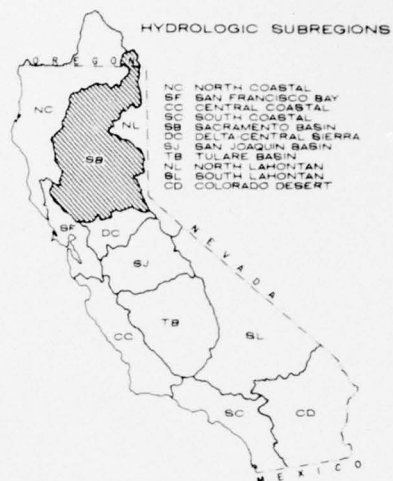 HYDROLOGIC SUBREGIONS
OREGON
NC NORTH COASTAL
SF SAN FRANCISCO BAY
CC CENTRAL COASTAL
SC SOUTH COASTAL
SB SACRAMENTO BASIN
DC DELTA-CENTRAL SIERRA
SJ SAN JOAQUIN BASIN
TB TULARE BASIN
NL NORTH LAHONTAN
SL SOUTH LAHONTAN
CD COLORADO DESERT
NC
NL
SB
SF
DC
NEVADA
SJ
CC
TB
SL
SC
CD
MEXICO